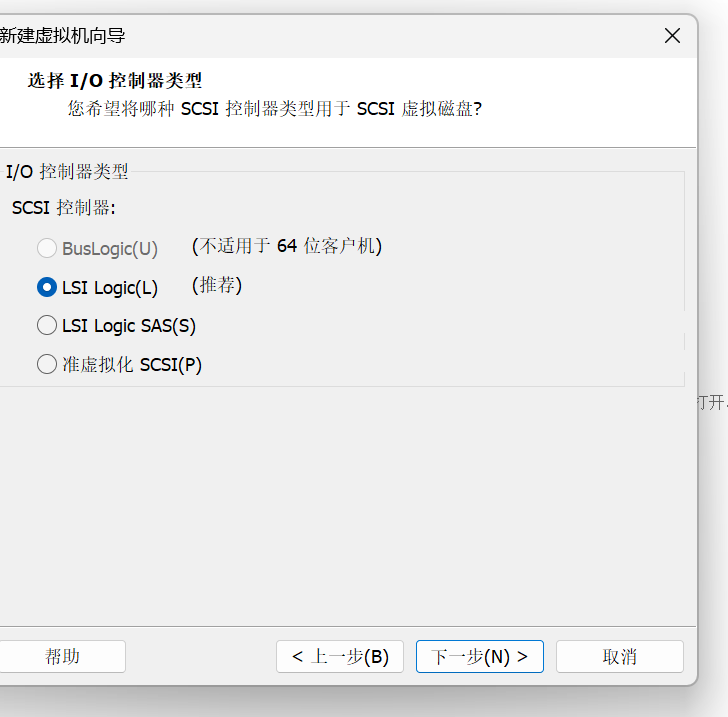 新建虚拟机向导
选择 I/O 控制器类型
您希望将哪种 SCSI 控制器类型用于 SCSI 虚拟磁盘?
I/O 控制器类型
SCSI 控制器:
BusLogic(U) (不适用于 64 位客户机)
LSI Logic(L) (推荐)
LSI Logic SAS(S)
准虚拟化 SCSI(P)
打开
帮助 < 上一步(B) 下一步(N) > 取消